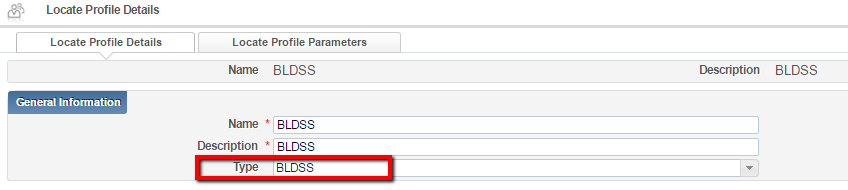 Locate Profile Details
Locate Profile Details Locate Profile Parameters
Name BLDSS Description BLDSS
General Information
Name * BLDSS
Description * BLDSS
Type BLDSS